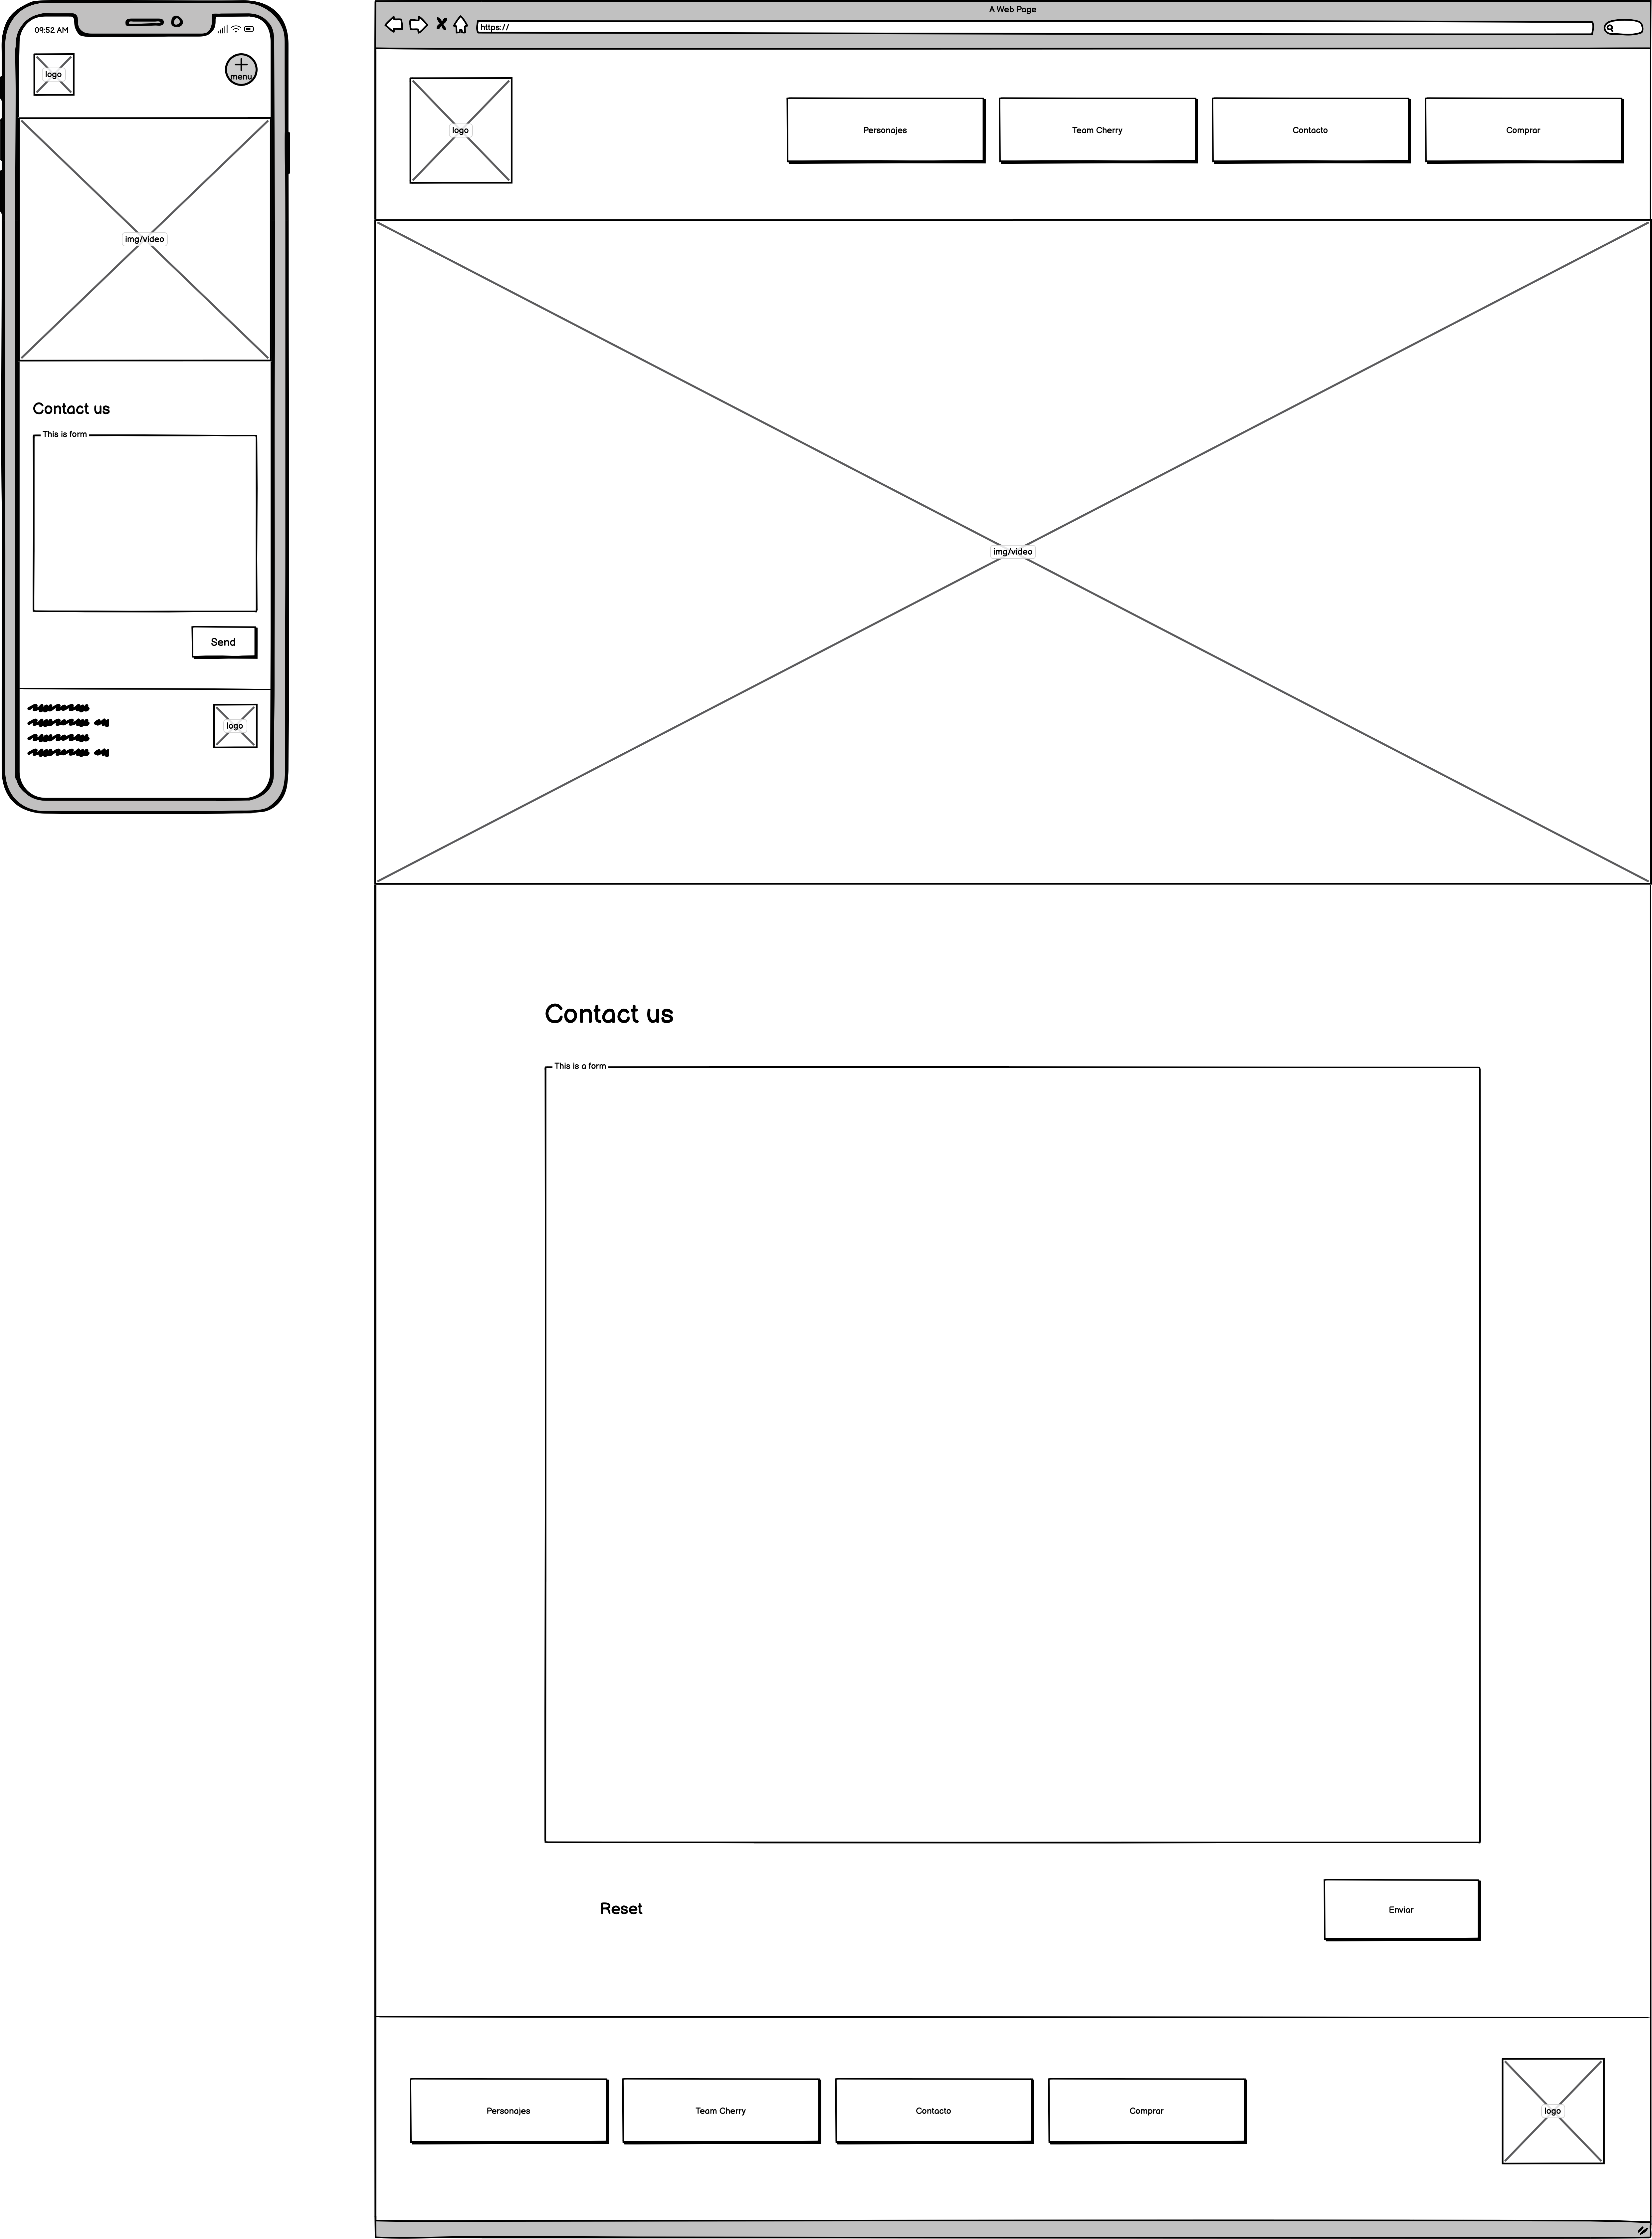 09:52 AM
logo
menu
img/video
Contact us
This is form
Send
logo
A Web Page
https://
logo
Personajes
Team Cherry
Contacto
Comprar
img/video
Contact us
This is a form
Reset
Enviar
Personajes
Team Cherry
Contacto
Comprar
logo